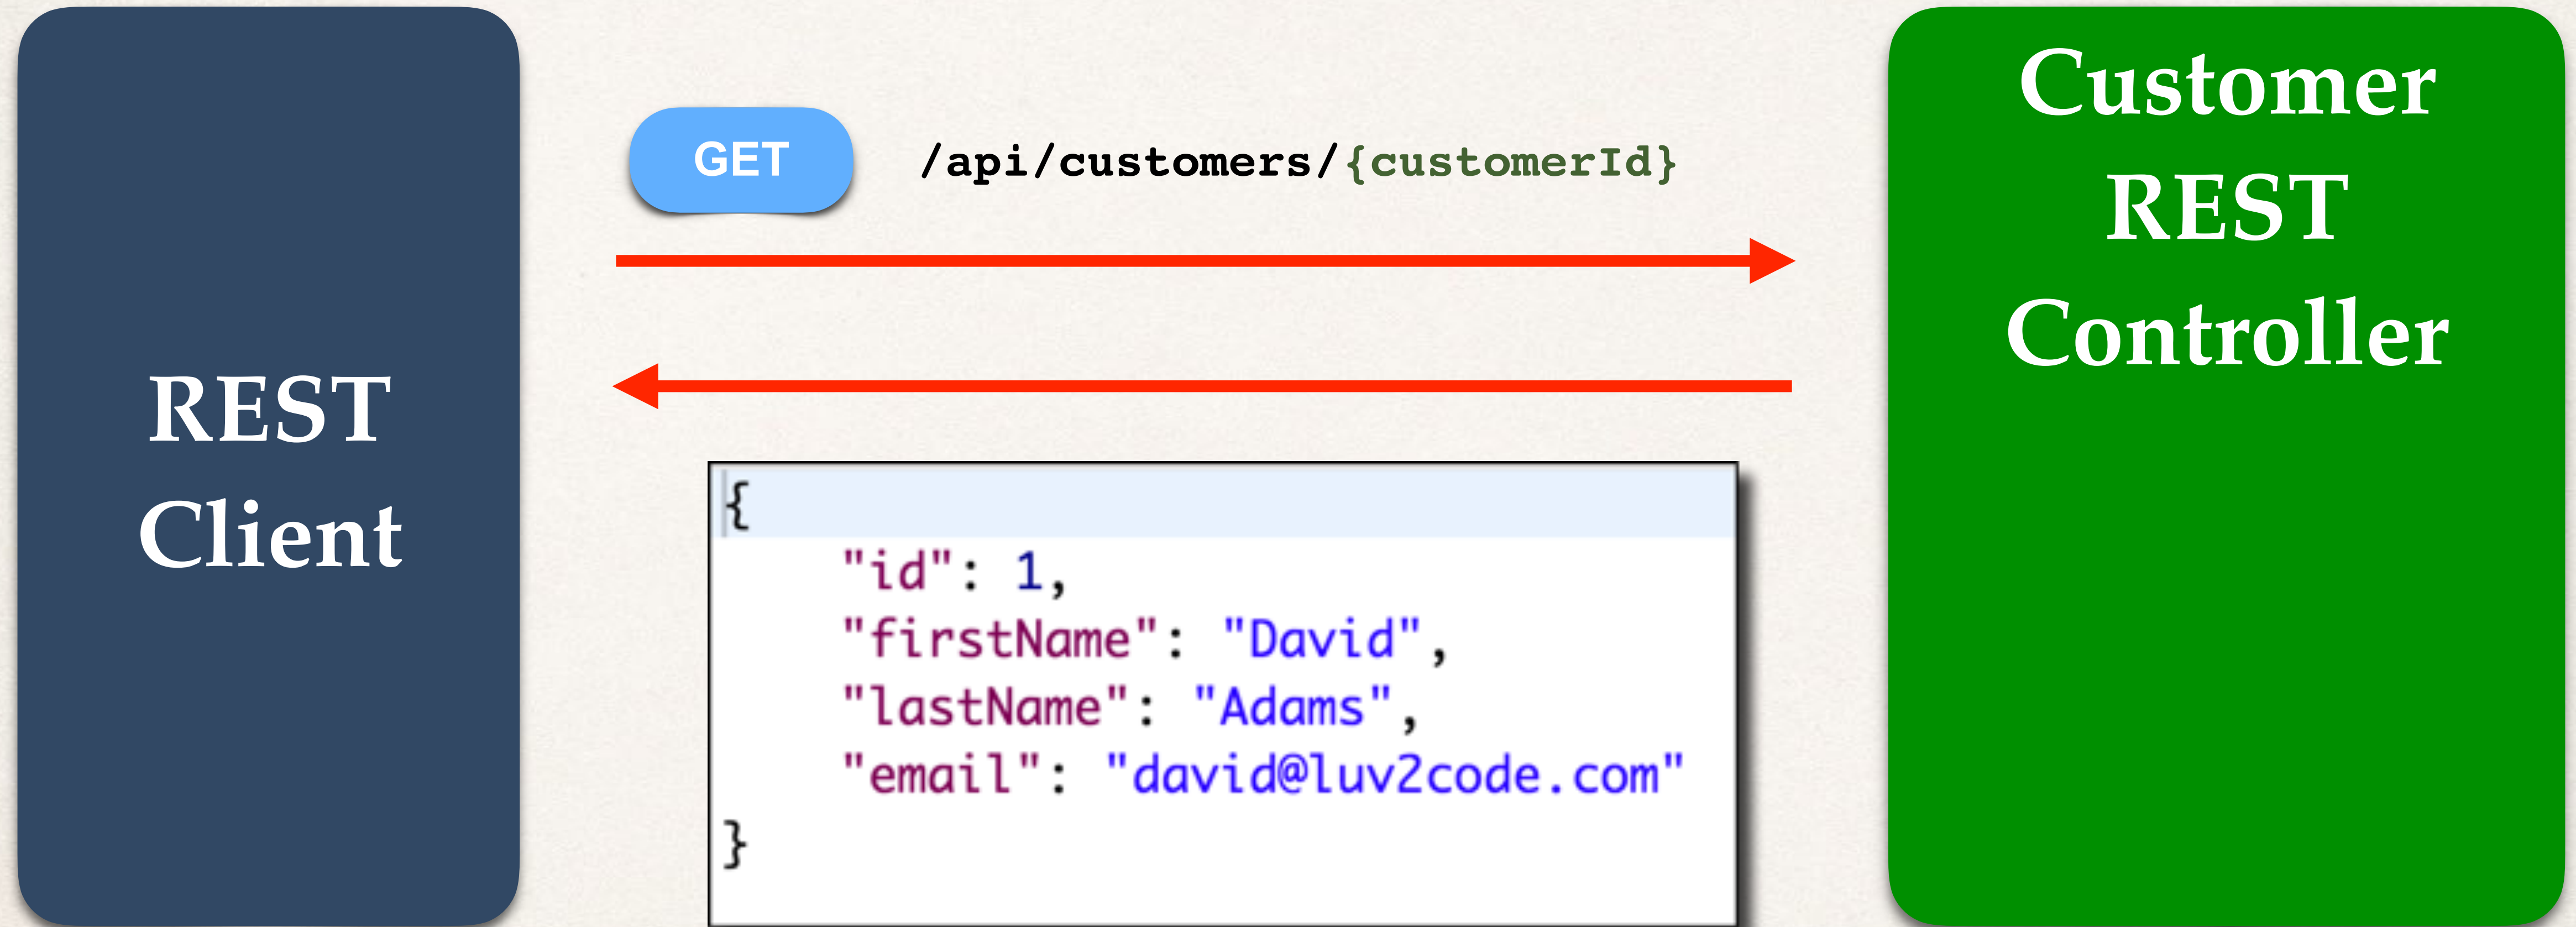 REST
Client
GET /api/customers/{customerId}
Customer
REST
Controller
{
"id": 1,
"firstName": "David",
"lastName": "Adams",
"email": "david@luv2code.com"
}